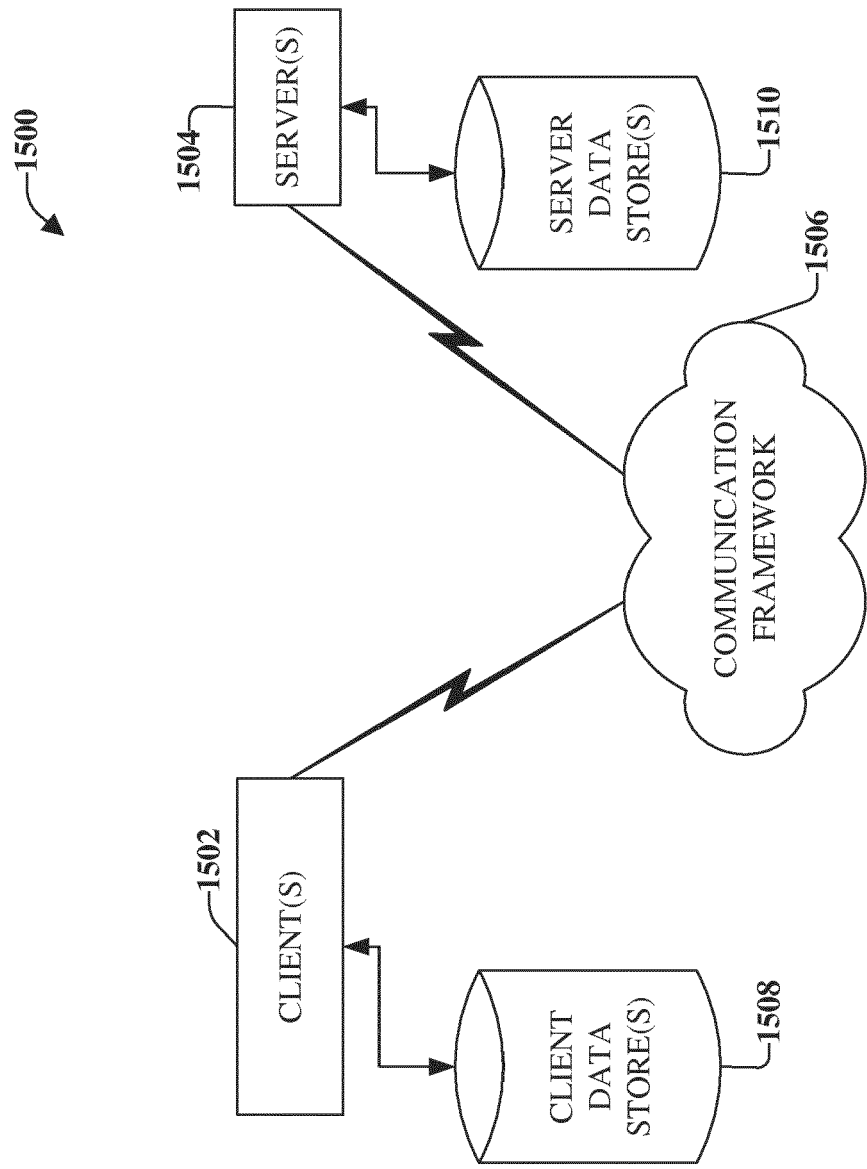 1500
1502
1504
CLIENT(S)
SERVER(S)
CLIENT
DATA
STORE(S)
SERVER
DATA
STORE(S)
1508
1510
1506
COMMUNICATION
FRAMEWORK